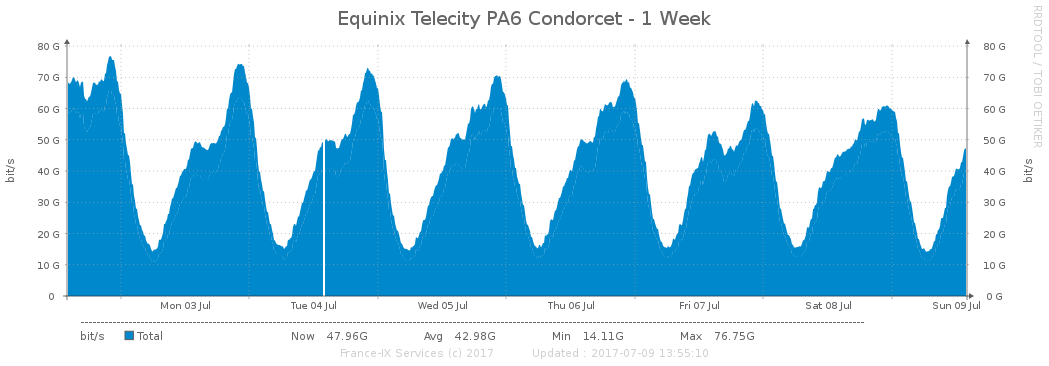 Equinix Telecity PA6 Condorcet - 1 Week
RRDTOOL / TOBI OETIKER
80 G 80 G
70 G 70 G
60 G 60 G
50 G 50 G
40 G 40 G
30 G 30 G
20 G 20 G
10 G 10 G
0 0 G
bit/s
bit/s
Mon 03 Jul Tue 04 Jul Wed 05 Jul Thu 06 Jul Fri 07 Jul Sat 08 Jul Sun 09 Jul
bit/s Total Now 47.96G Avg 42.98G Min 14.11G Max 76.75G
France-IX Services (c) 2017 Updated : 2017-07-09 13:55:10